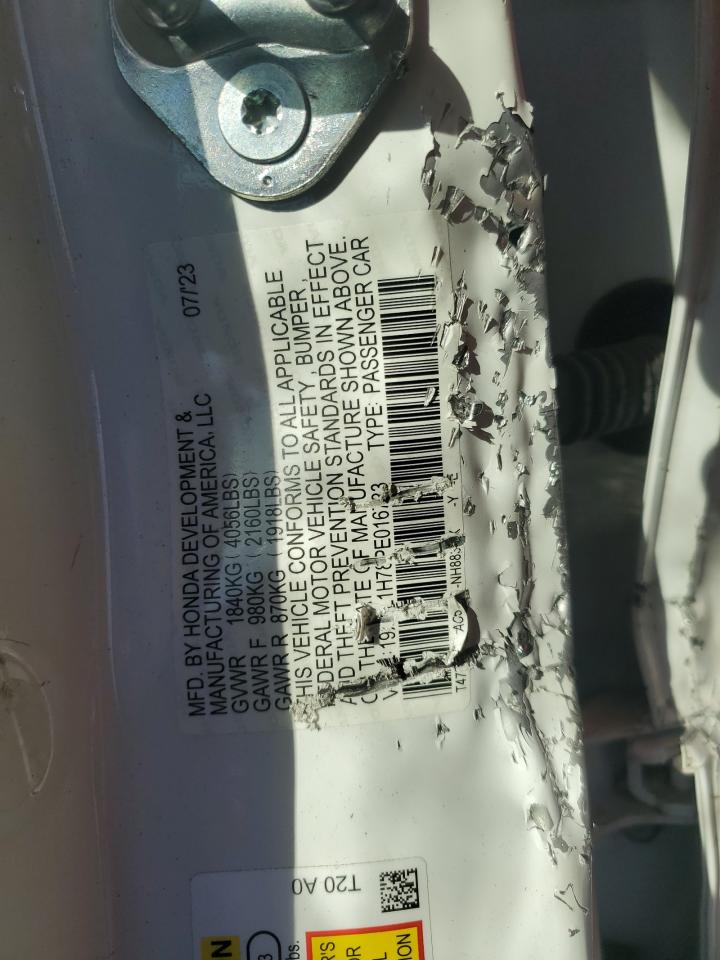 MFD. BY HONDA DEVELOPMENT & 07/'23
MANUFACTURING OF AMERICA, LLC
GVWR 1840KG (4056LBS)
GAWR F 980KG (2160LBS)
GAWR R 870KG (1918LBS)
THIS VEHICLE CONFORMS TO ALL APPLICABLE
FEDERAL MOTOR VEHICLE SAFETY, BUMPER,
AND THEFT PREVENTION STANDARDS IN EFFECT
THE OF MANUFACTURE SHOWN ABOVE.
TYPE: PASSENGER CAR
T20 A0